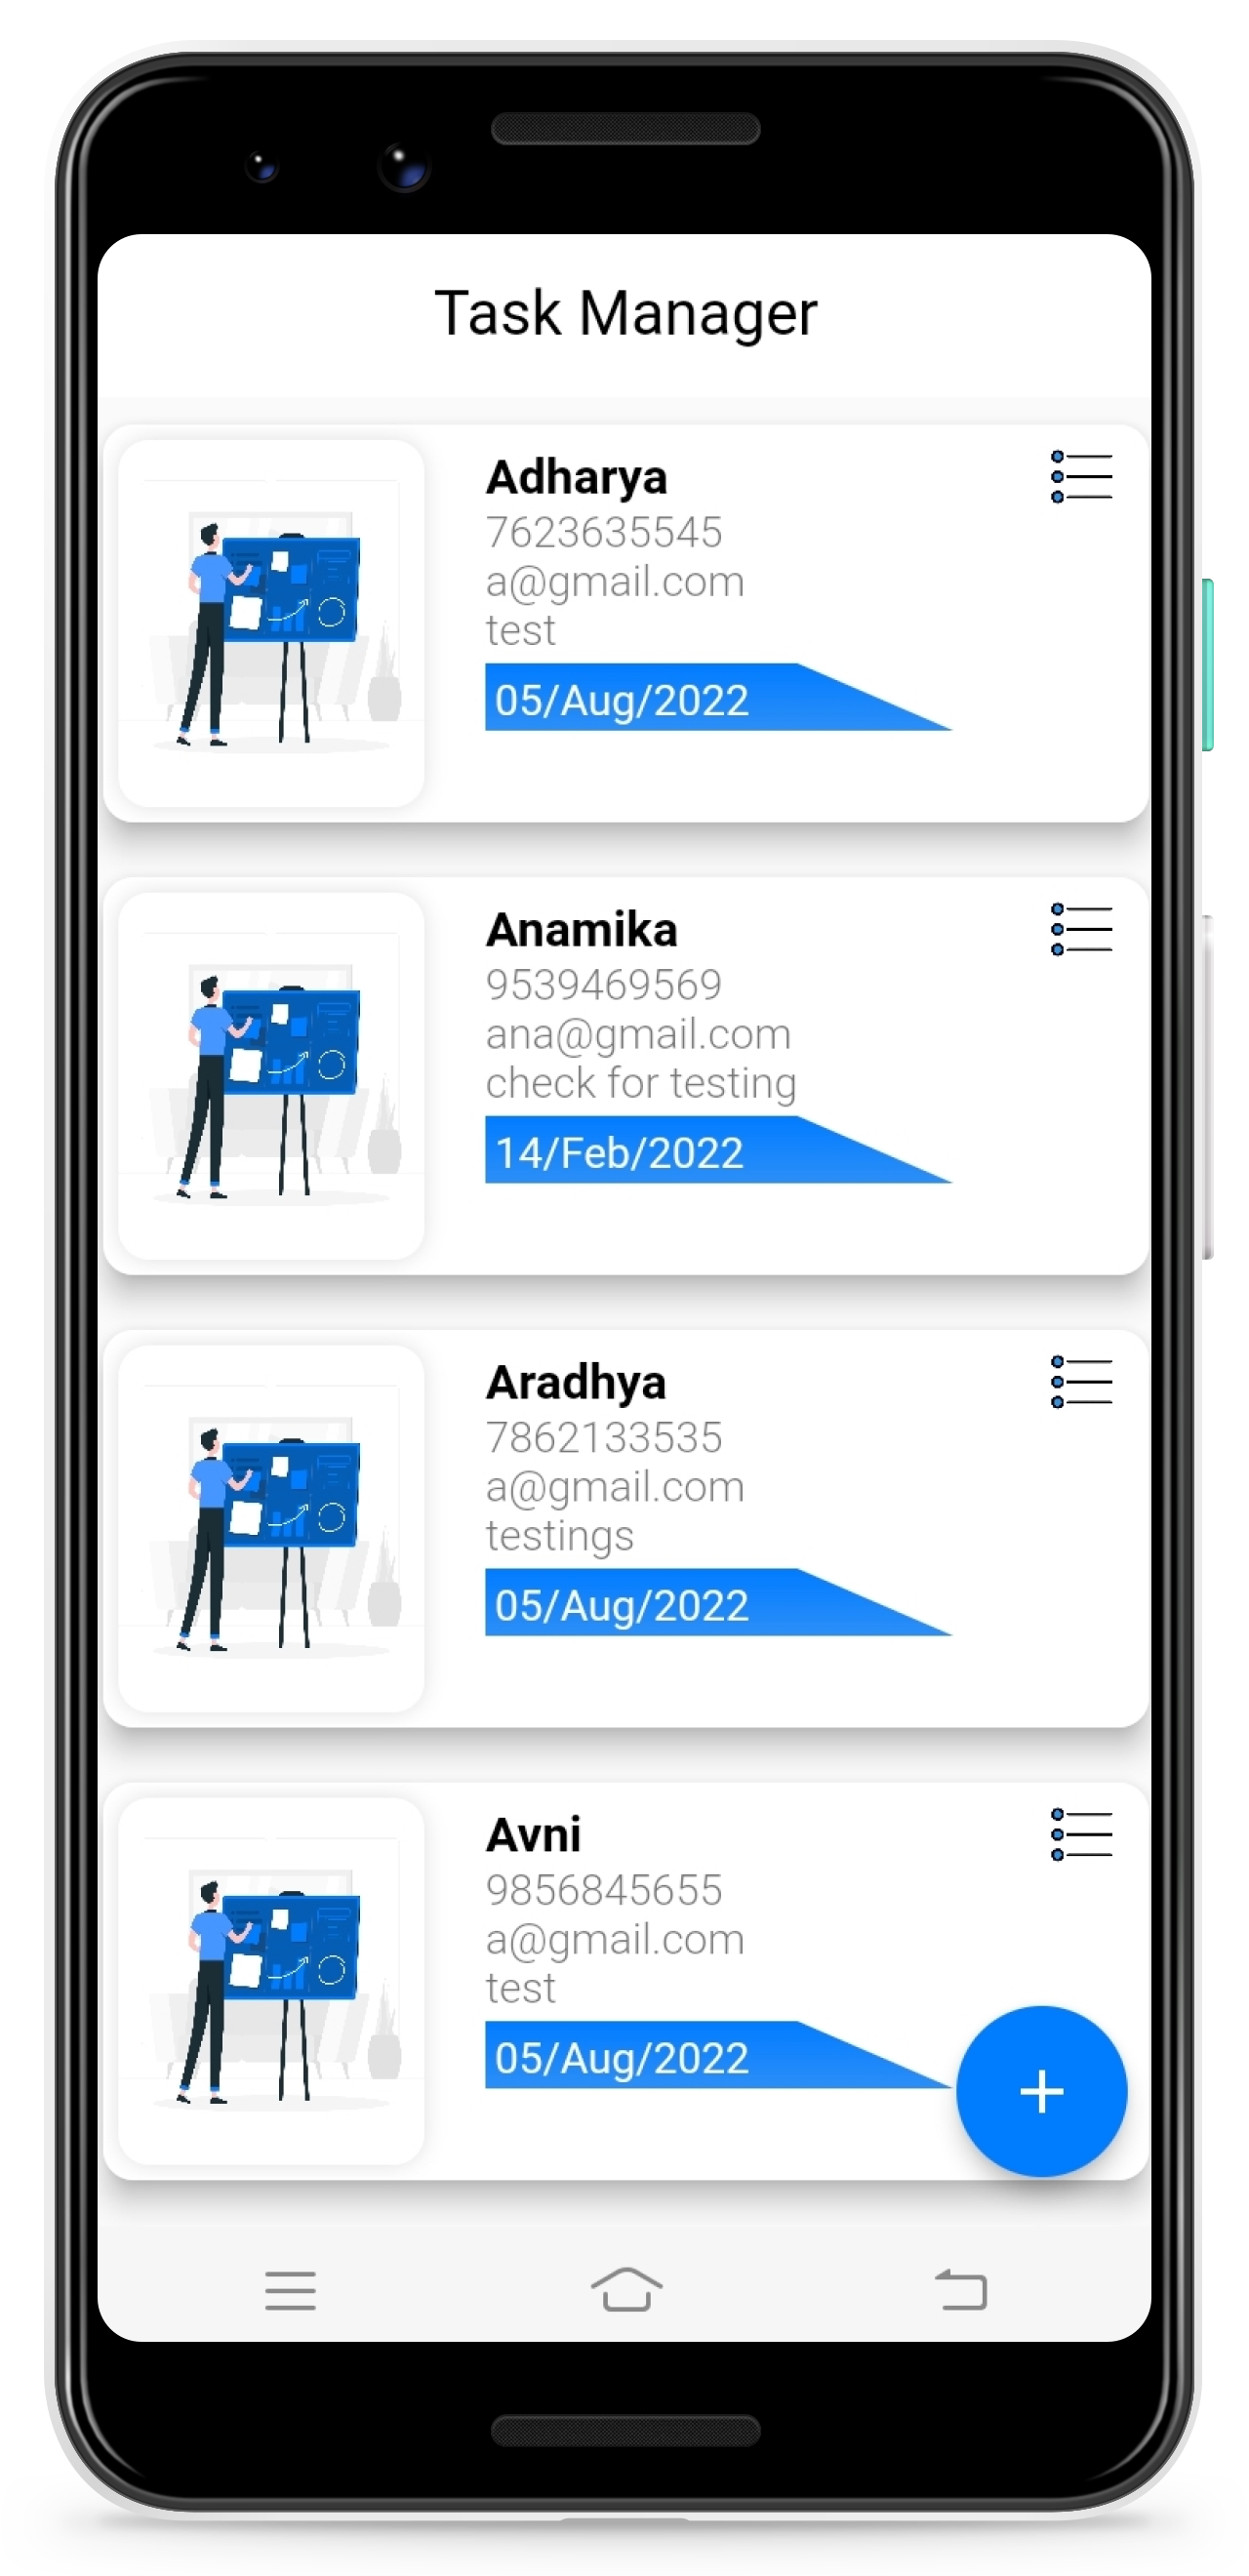 Task Manager
Adharya
7623635545
a@gmail.com
test
05/Aug/2022
Anamika
9539469569
ana@gmail.com
check for testing
14/Feb/2022
Aradhya
7862133535
a@gmail.com
testings
05/Aug/2022
Avni
9856845655
a@gmail.com
test
05/Aug/2022
+